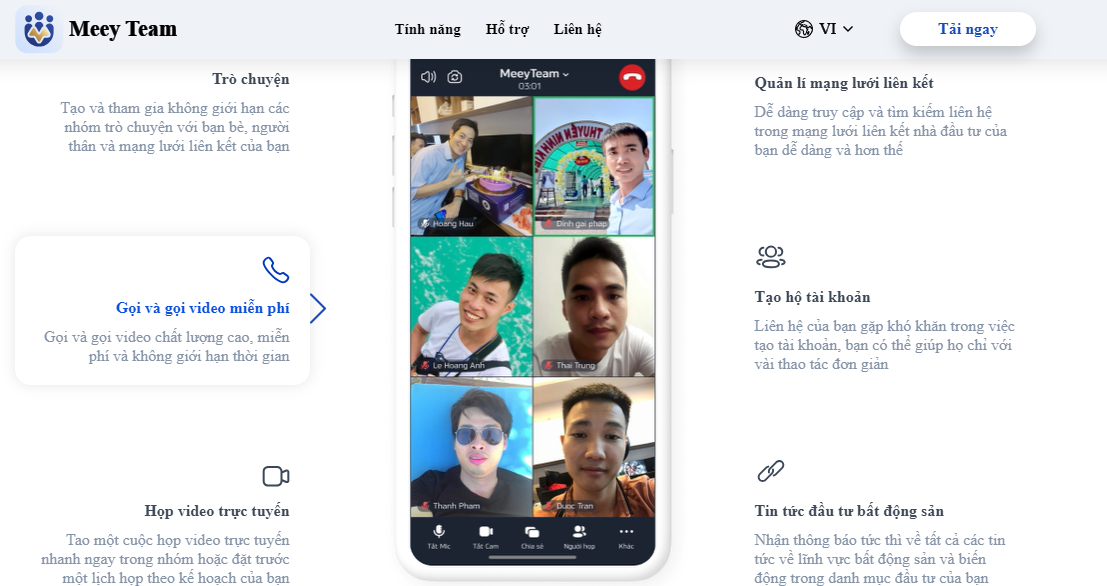 Meey Team
Tính năng
Hỗ trợ
Liên hệ
VI
Tải ngay
Trò chuyện
Tạo và tham gia không giới hạn các
nhóm trò chuyện với bạn bè, người
thân và mạng lưới liên kết của bạn
Gọi và gọi video miễn phí
Gọi và gọi video chất lượng cao, miễn
phí và không giới hạn thời gian
Họp video trực tuyến
Tạo một cuộc họp video trực tuyến
nhanh ngay trong nhóm hoặc đặt trước
một lịch họp theo kế hoạch của bạn
MeeyTeam
03:01
THUYỀN NINH KIỀU
Hoang Hau
Dinh gai phap
Le Hoang Anh
Thai Trung
Thanh Pham
Duoc Tran
Tắt Mic
Tắt Cam
Chia sẻ
Người họp
Khác
Quản lí mạng lưới liên kết
Dễ dàng truy cập và tìm kiếm liên hệ
trong mạng lưới liên kết nhà đầu tư của
bạn dễ dàng và hơn thế
Tạo hộ tài khoản
Liên hệ của bạn gặp khó khăn trong việc
tạo tài khoản, bạn có thể giúp họ chỉ với
vài thao tác đơn giản
Tin tức đầu tư bất động sản
Nhận thông báo tức thì về tất cả các tin
tức về lĩnh vực bất động sản và biến
động trong danh mục đầu tư của bạn